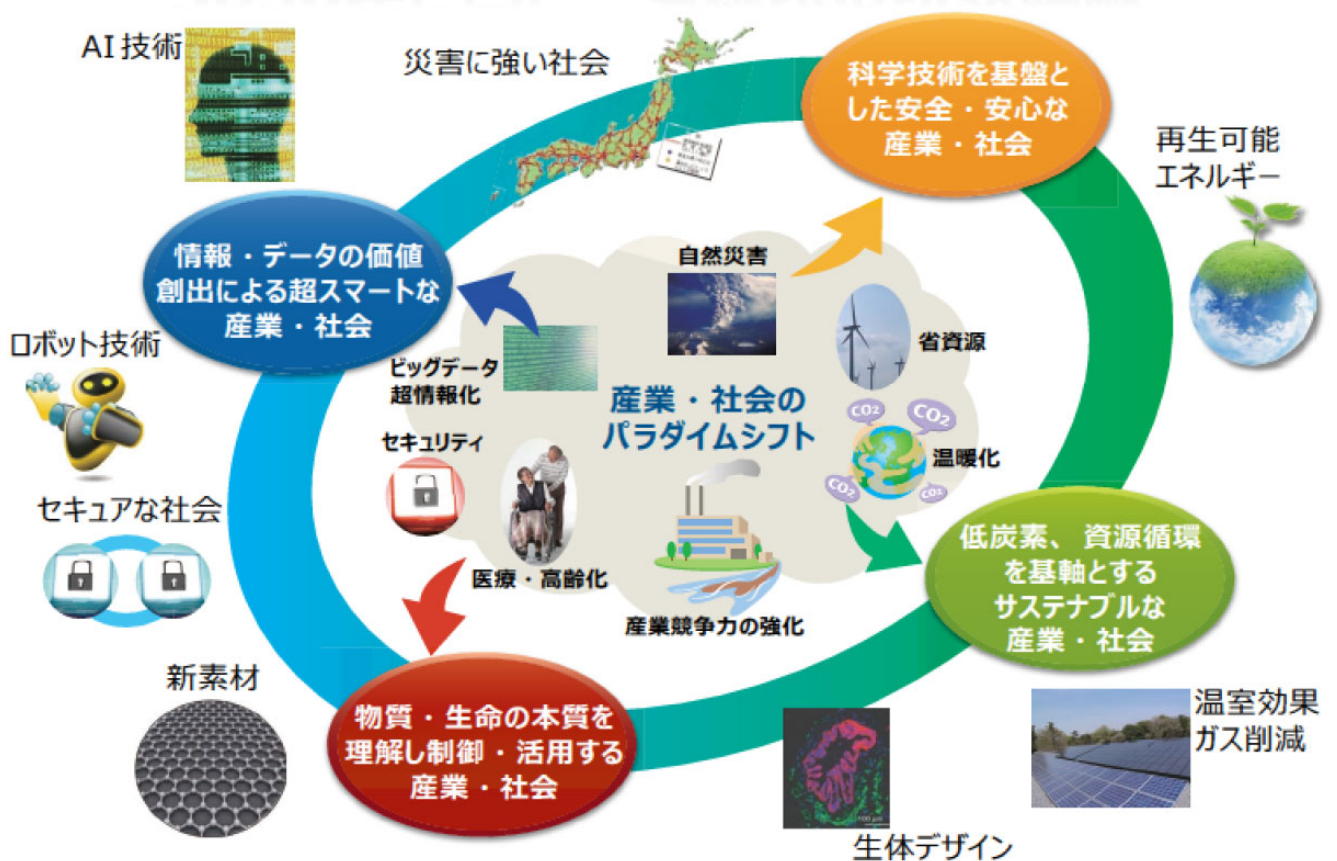 AI技術
災害に強い社会
科学技術を基盤と
した安全・安心な
産業・社会
再生可能
エネルギー
情報・データの価値
創出による超スマートな
産業・社会
自然災害
省資源
ロボット技術
ビッグデータ
超情報化
産業・社会の
パラダイムシフト
CO2
CO2
セキュリティ
温暖化
CO2
CO2
セキュアな社会
医療・高齢化
産業競争力の強化
低炭素、資源循環
を基軸とする
サステナブルな
産業・社会
新素材
物質・生命の本質を
理解し制御・活用する
産業・社会
温室効果
ガス削減
100 μm
生体デザイン